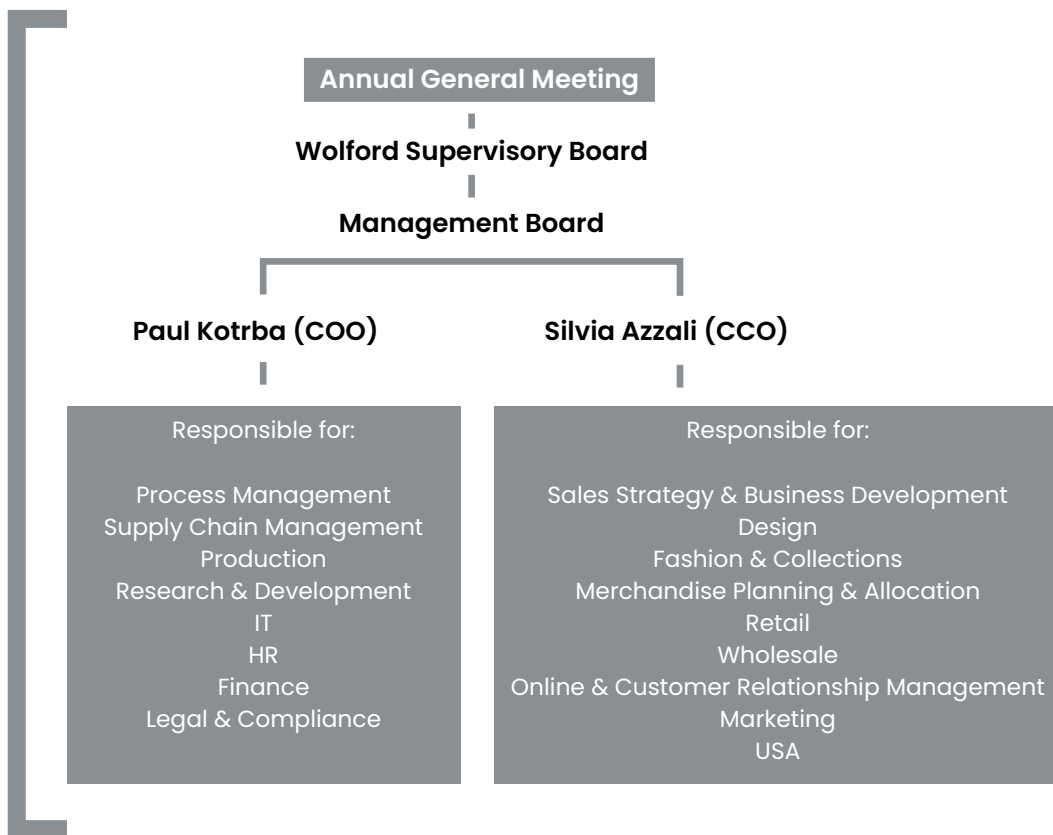 Annual General Meeting
Wolford Supervisory Board
Management Board
Paul Kotrba (COO)
Silvia Azzali (CCO)
Responsible for:
Process Management
Supply Chain Management
Production
Research & Development
IT
HR
Finance
Legal & Compliance
Responsible for:
Sales Strategy & Business Development
Design
Fashion & Collections
Merchandise Planning & Allocation
Retail
Wholesale
Online & Customer Relationship Management
Marketing
USA